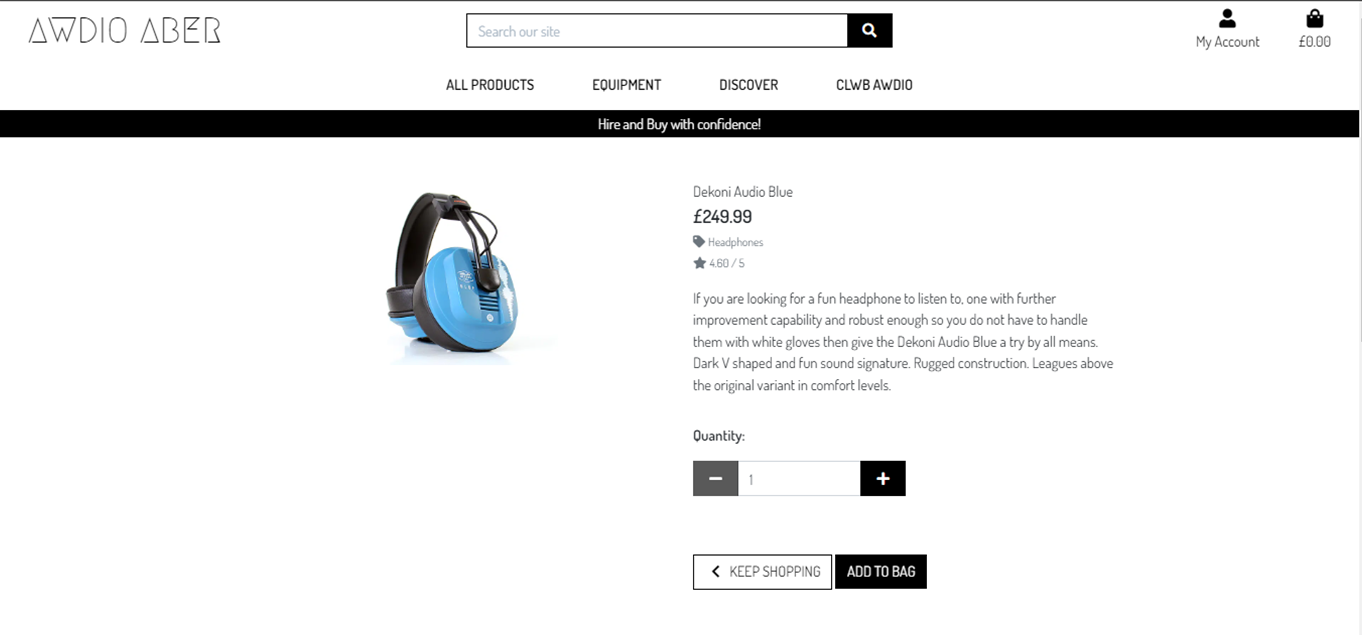 AWDIO ABER
Search our site
My Account
£0.00
ALL PRODUCTS
EQUIPMENT
DISCOVER
CLWB AWDIO
Hire and Buy with confidence!
Dekoni Audio Blue
£249.99
Headphones
4.60 / 5
If you are looking for a fun headphone to listen to, one with further
improvement capability and robust enough so you do not have to handle
them with white gloves then give the Dekoni Audio Blue a try by all means.
Dark V shaped and fun sound signature. Rugged construction. Leagues above
the original variant in comfort levels.
Quantity:
1
KEEP SHOPPING
ADD TO BAG